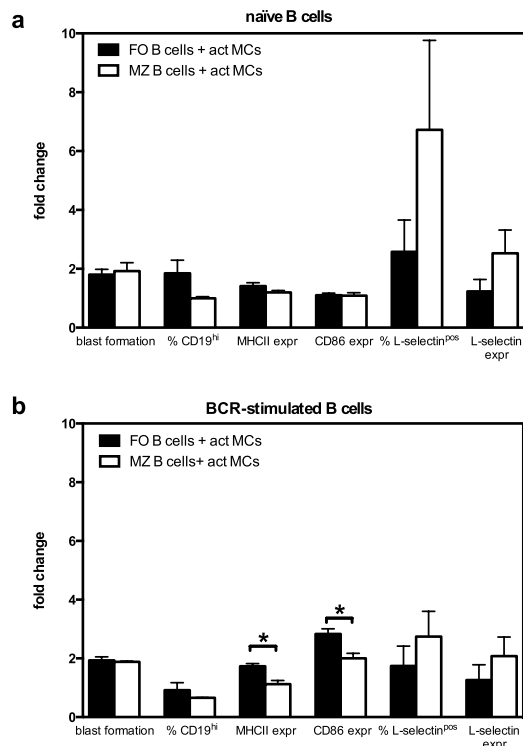 a
naïve B cells
10
8
6
4
2
0
fold change
FO B cells + act MCs
MZ B cells + act MCs
blast formation
% CD19hi
MHCII expr
CD86 expr
% L-selectinpos
L-selectin
expr
b
BCR-stimulated B cells
10
8
6
4
2
0
fold change
FO B cells + act MCs
MZ B cells+ act MCs
*
*
blast formation
% CD19hi
MHCII expr
CD86 expr
% L-selectinpos
L-selectin
expr